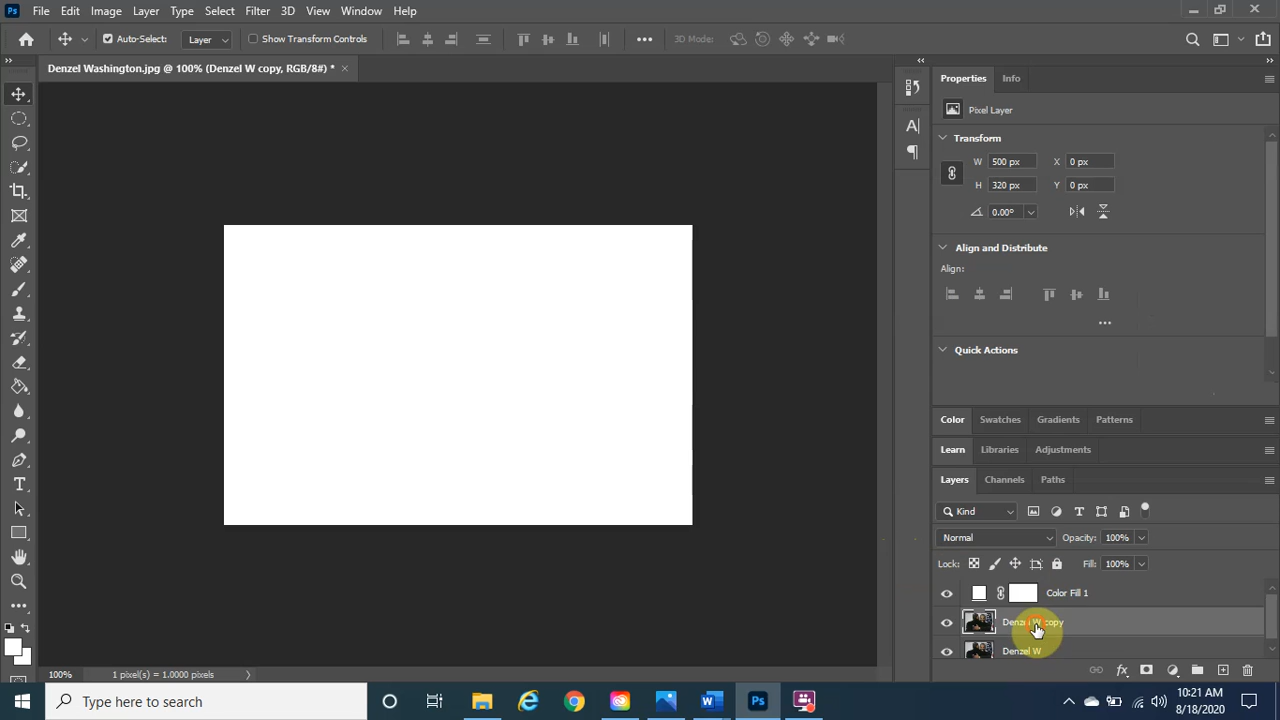 Ps File Edit Image Layer Type Select Filter 3D View Window Help
Auto-Select: Layer Show Transform Controls 3D Mode:
Denzel Washington.jpg @ 100% (Denzel W copy, RGB/8#) * ×
Properties Info
Pixel Layer
Transform
W 500 px X 0 px
H 320 px Y 0 px
0.00°
Align and Distribute
Align:
Quick Actions
Color Swatches Gradients Patterns
Learn Libraries Adjustments
Layers Channels Paths
Kind
Normal Opacity: 100%
Lock: Fill: 100%
Color Fill 1
Denzel W copy
Denzel W
100% 1 pixel(s) = 1.0000 pixels
Type here to search
10:21 AM
8/18/2020